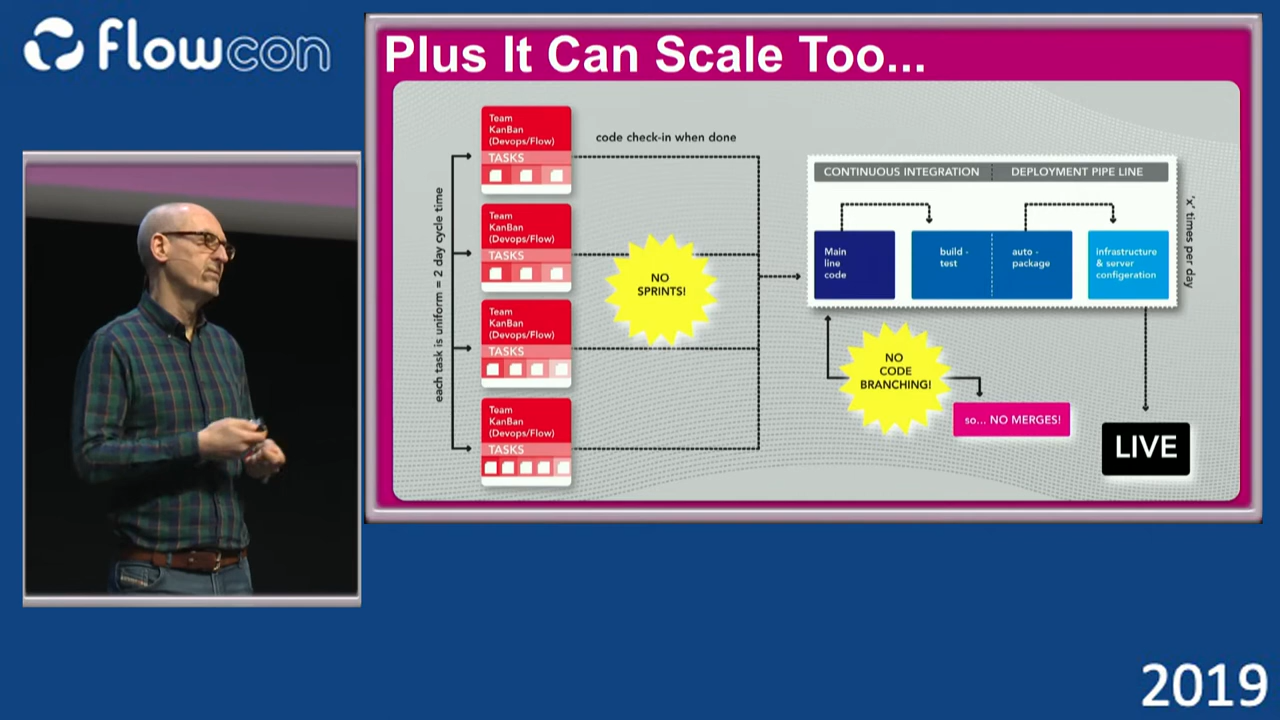 flowcon
Plus It Can Scale Too...
each task is uniform = 2 day cycle time
Team
KanBan
(Devops/Flow)
TASKS
Team
KanBan
(Devops/Flow)
TASKS
Team
KanBan
(Devops/Flow)
TASKS
Team
KanBan
(Devops/Flow)
TASKS
code check-in when done
NO
SPRINTS!
CONTINUOUS INTEGRATION
DEPLOYMENT PIPE LINE
Main
line
code
build -
test
auto -
package
infrastructure
& server
configeration
'x' times per day
NO
CODE
BRANCHING!
so... NO MERGES!
LIVE
2019